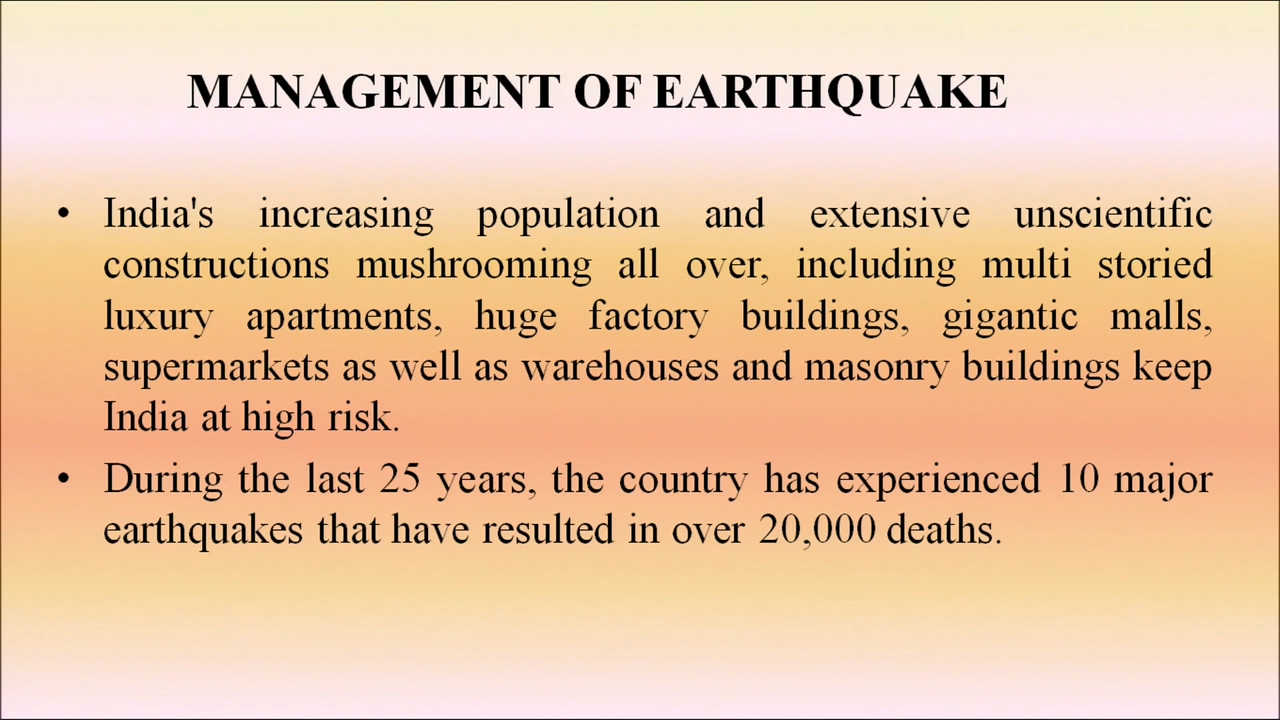 MANAGEMENT OF EARTHQUAKE
• India's increasing population and extensive unscientific
constructions mushrooming all over, including multi storied
luxury apartments, huge factory buildings, gigantic malls,
supermarkets as well as warehouses and masonry buildings keep
India at high risk.
• During the last 25 years, the country has experienced 10 major
earthquakes that have resulted in over 20,000 deaths.